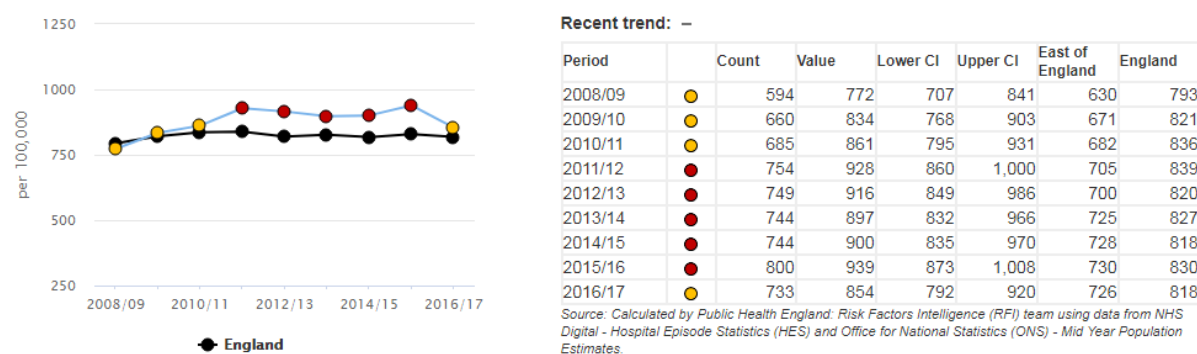 1250
1000
750
500
250
per 100,000
2008/09 2010/11 2012/13 2014/15 2016/17
England
Recent trend: –
Period Count Value Lower CI Upper CI East of England England
2008/09 594 772 707 841 630 793
2009/10 660 834 768 903 671 821
2010/11 685 861 795 931 682 836
2011/12 754 928 860 1,000 705 839
2012/13 749 916 849 986 700 820
2013/14 744 897 832 966 725 827
2014/15 744 900 835 970 728 818
2015/16 800 939 873 1,008 730 830
2016/17 733 854 792 920 726 818
Source: Calculated by Public Health England: Risk Factors Intelligence (RFI) team using data from NHS
Digital - Hospital Episode Statistics (HES) and Office for National Statistics (ONS) - Mid Year Population
Estimates.